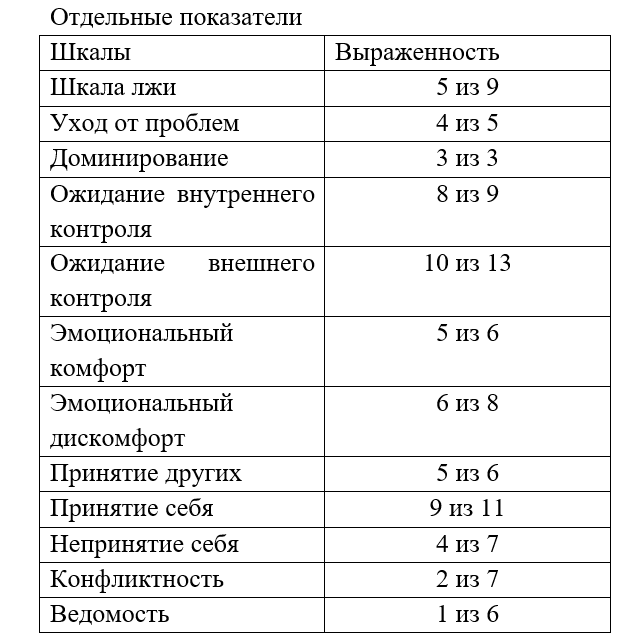 Отдельные показатели
Шкалы Выраженность
Шкала лжи 5 из 9
Уход от проблем 4 из 5
Доминирование 3 из 3
Ожидание внутреннего 8 из 9
контроля
Ожидание внешнего 10 из 13
контроля
Эмоциональный 5 из 6
комфорт
Эмоциональный 6 из 8
дискомфорт
Принятие других 5 из 6
Принятие себя 9 из 11
Непринятие себя 4 из 7
Конфликтность 2 из 7
Ведомость 1 из 6